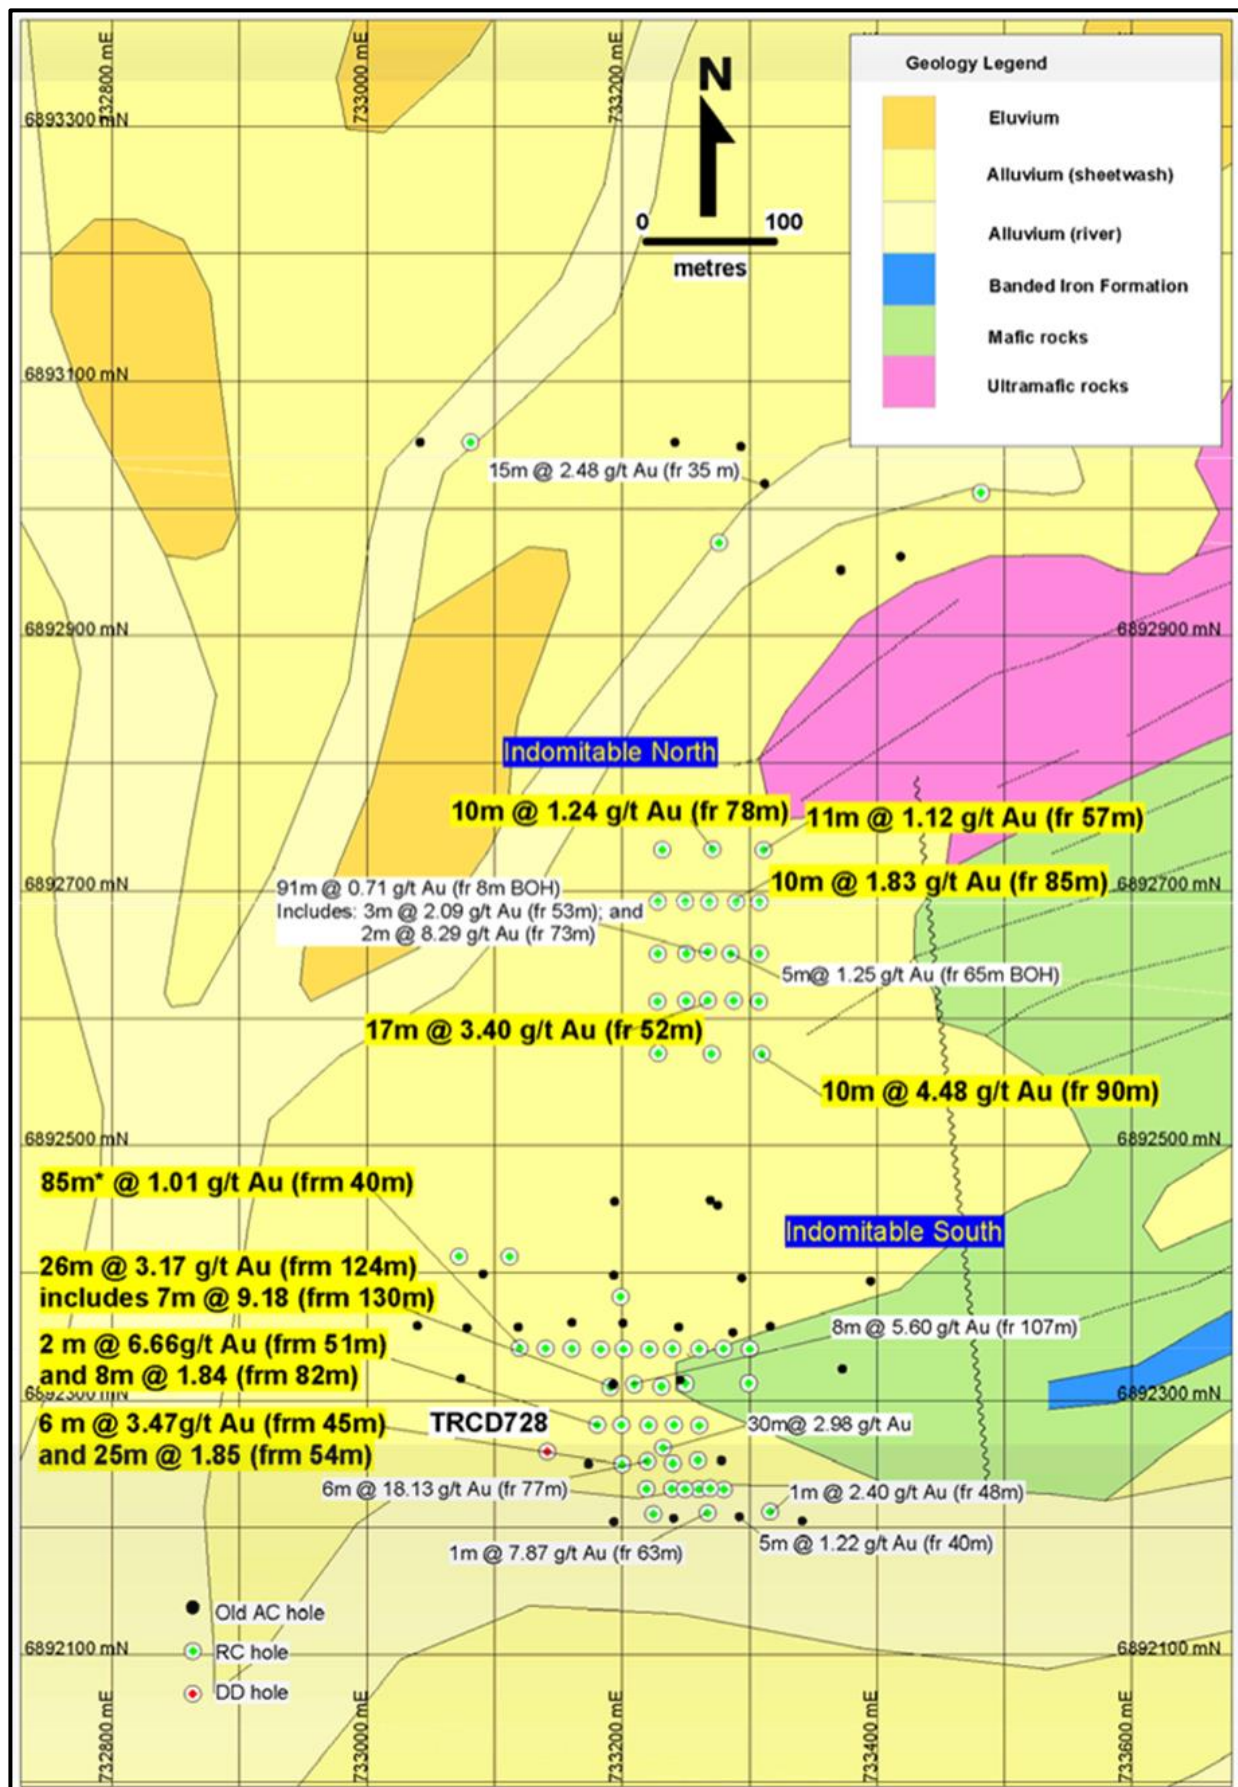 732800 mE
733000 mE
733200 mE
N
0 100
metres
Geology Legend
Eluvium
Alluvium (sheetwash)
Alluvium (river)
Banded Iron Formation
Mafic rocks
Ultramafic rocks
6893300 mN
6893100 mN
15m @ 2.48 g/t Au (fr 35 m)
6892900 mN
6892900 mN
Indomitable North
10m @ 1.24 g/t Au (fr 78m)
11m @ 1.12 g/t Au (fr 57m)
10m @ 1.83 g/t Au (fr 85m)
6892700 mN
6892700 mN
91m @ 0.71 g/t Au (fr 8m BOH)
Includes: 3m @ 2.09 g/t Au (fr 53m); and
2m @ 8.29 g/t Au (fr 73m)
5m@ 1.25 g/t Au (fr 65m BOH)
17m @ 3.40 g/t Au (fr 52m)
10m @ 4.48 g/t Au (fr 90m)
6892500 mN
6892500 mN
85m* @ 1.01 g/t Au (frm 40m)
Indomitable South
26m @ 3.17 g/t Au (frm 124m)
includes 7m @ 9.18 (frm 130m)
8m @ 5.60 g/t Au (fr 107m)
2 m @ 6.66g/t Au (frm 51m)
and 8m @ 1.84 (frm 82m)
6892300 mN
6892300 mN
6 m @ 3.47g/t Au (frm 45m)
and 25m @ 1.85 (frm 54m)
TRCD728
30m@ 2.98 g/t Au
6m @ 18.13 g/t Au (fr 77m)
1m @ 2.40 g/t Au (fr 48m)
1m @ 7.87 g/t Au (fr 63m)
5m @ 1.22 g/t Au (fr 40m)
Old AC hole
RC hole
DD hole
6892100 mN
6892100 mN
732800 mE
733000 mE
733200 mE
733400 mE
733600 mE